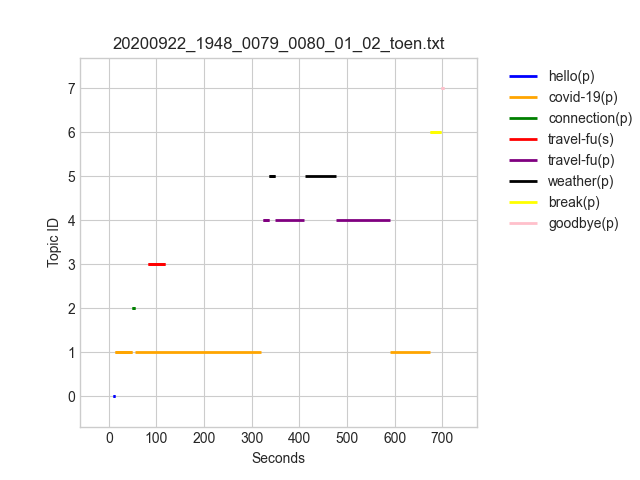 20200922_1948_0079_0080_01_02_toen.txt
Topic ID
7
6
5
4
3
2
1
0
0 100 200 300 400 500 600 700
Seconds
hello(p)
covid-19(p)
connection(p)
travel-fu(s)
travel-fu(p)
weather(p)
break(p)
goodbye(p)